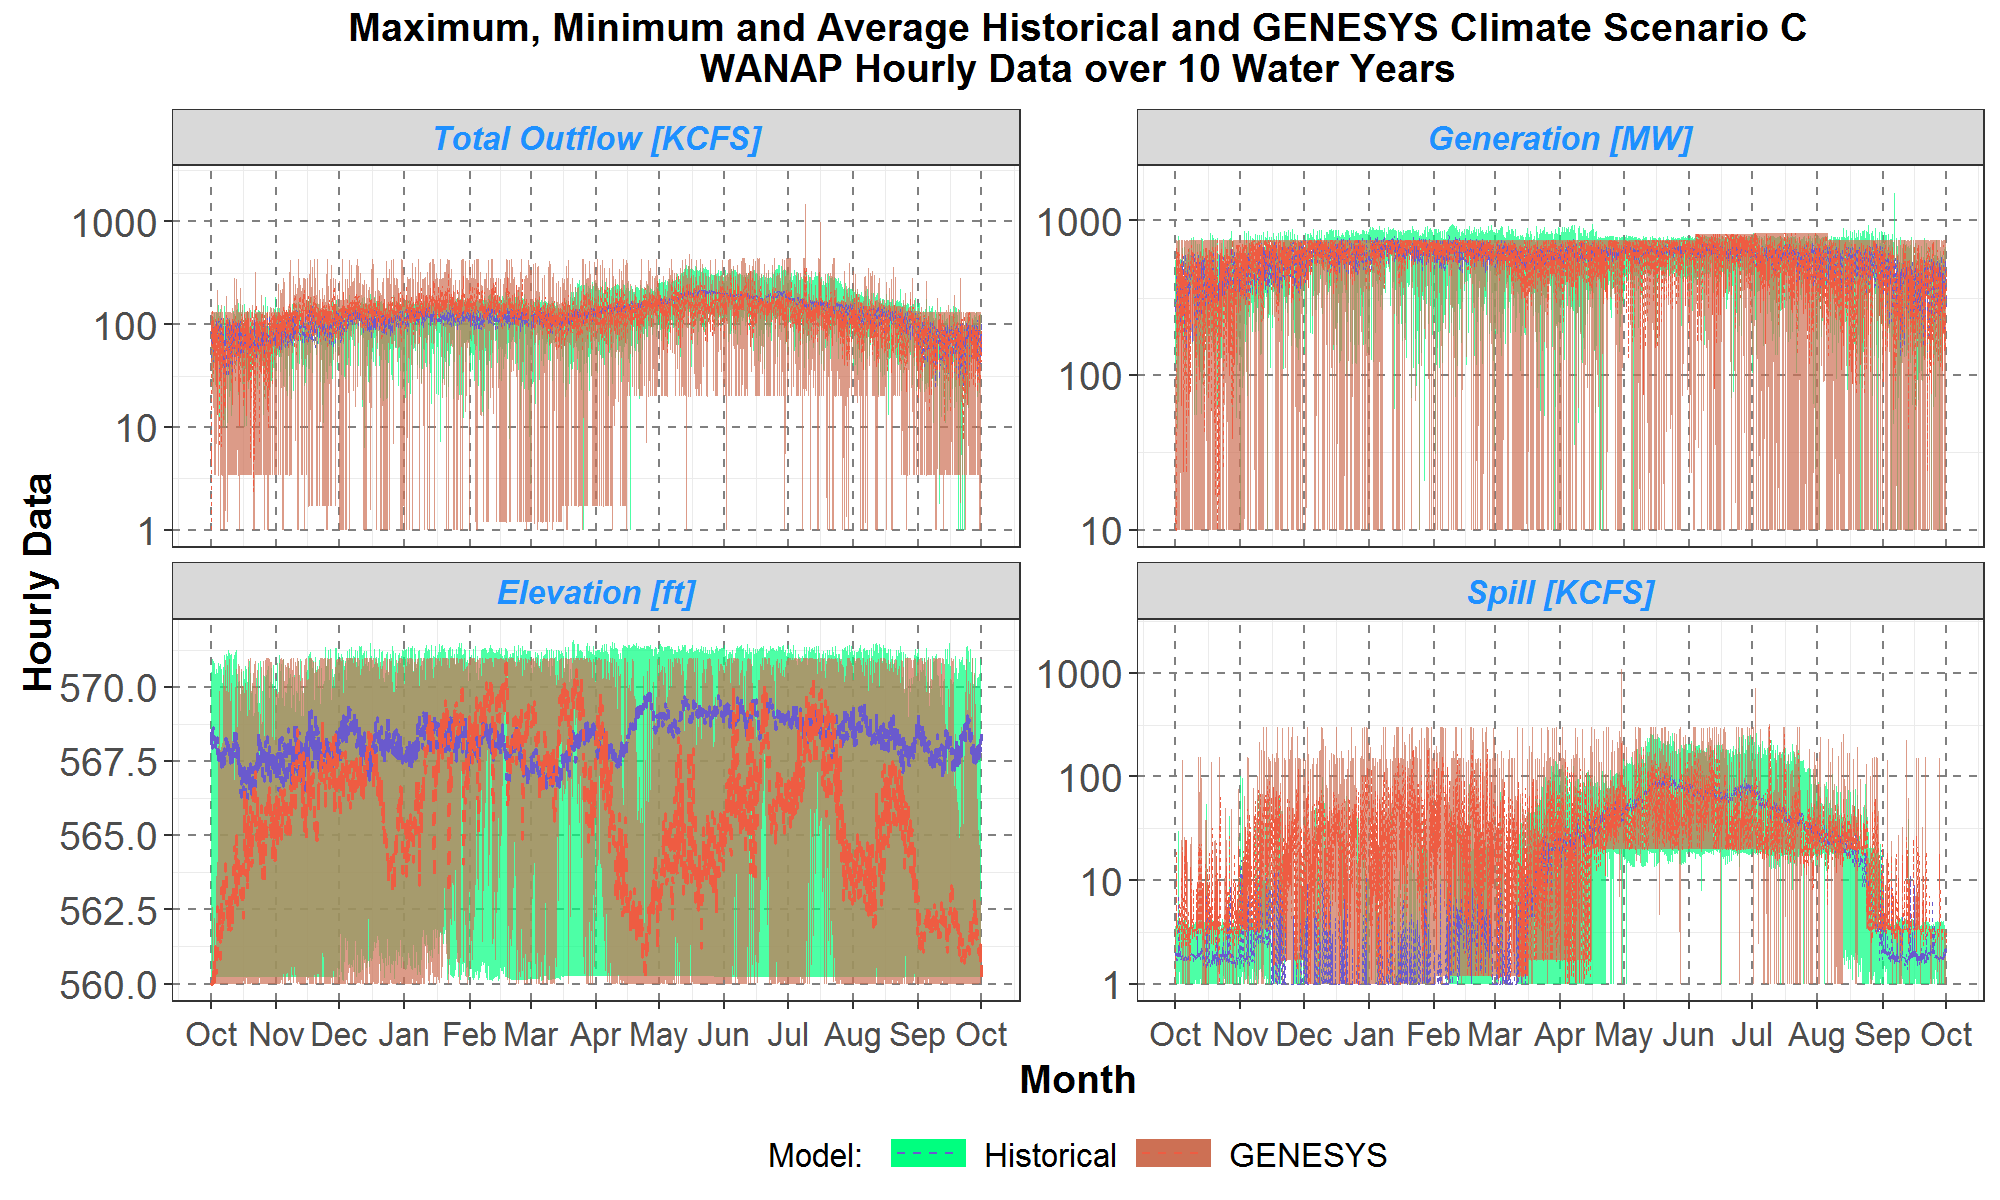 Maximum, Minimum and Average Historical and GENESYS Climate Scenario C
WANAP Hourly Data over 10 Water Years
Total Outflow [KCFS]
Generation [MW]
1000
100
10
1
1000
100
10
Hourly Data
Elevation [ft]
Spill [KCFS]
570.0
567.5
565.0
562.5
560.0
1000
100
10
1
Oct Nov Dec Jan Feb Mar Apr May Jun Jul Aug Sep Oct
Oct Nov Dec Jan Feb Mar Apr May Jun Jul Aug Sep Oct
Month
Model: Historical GENESYS